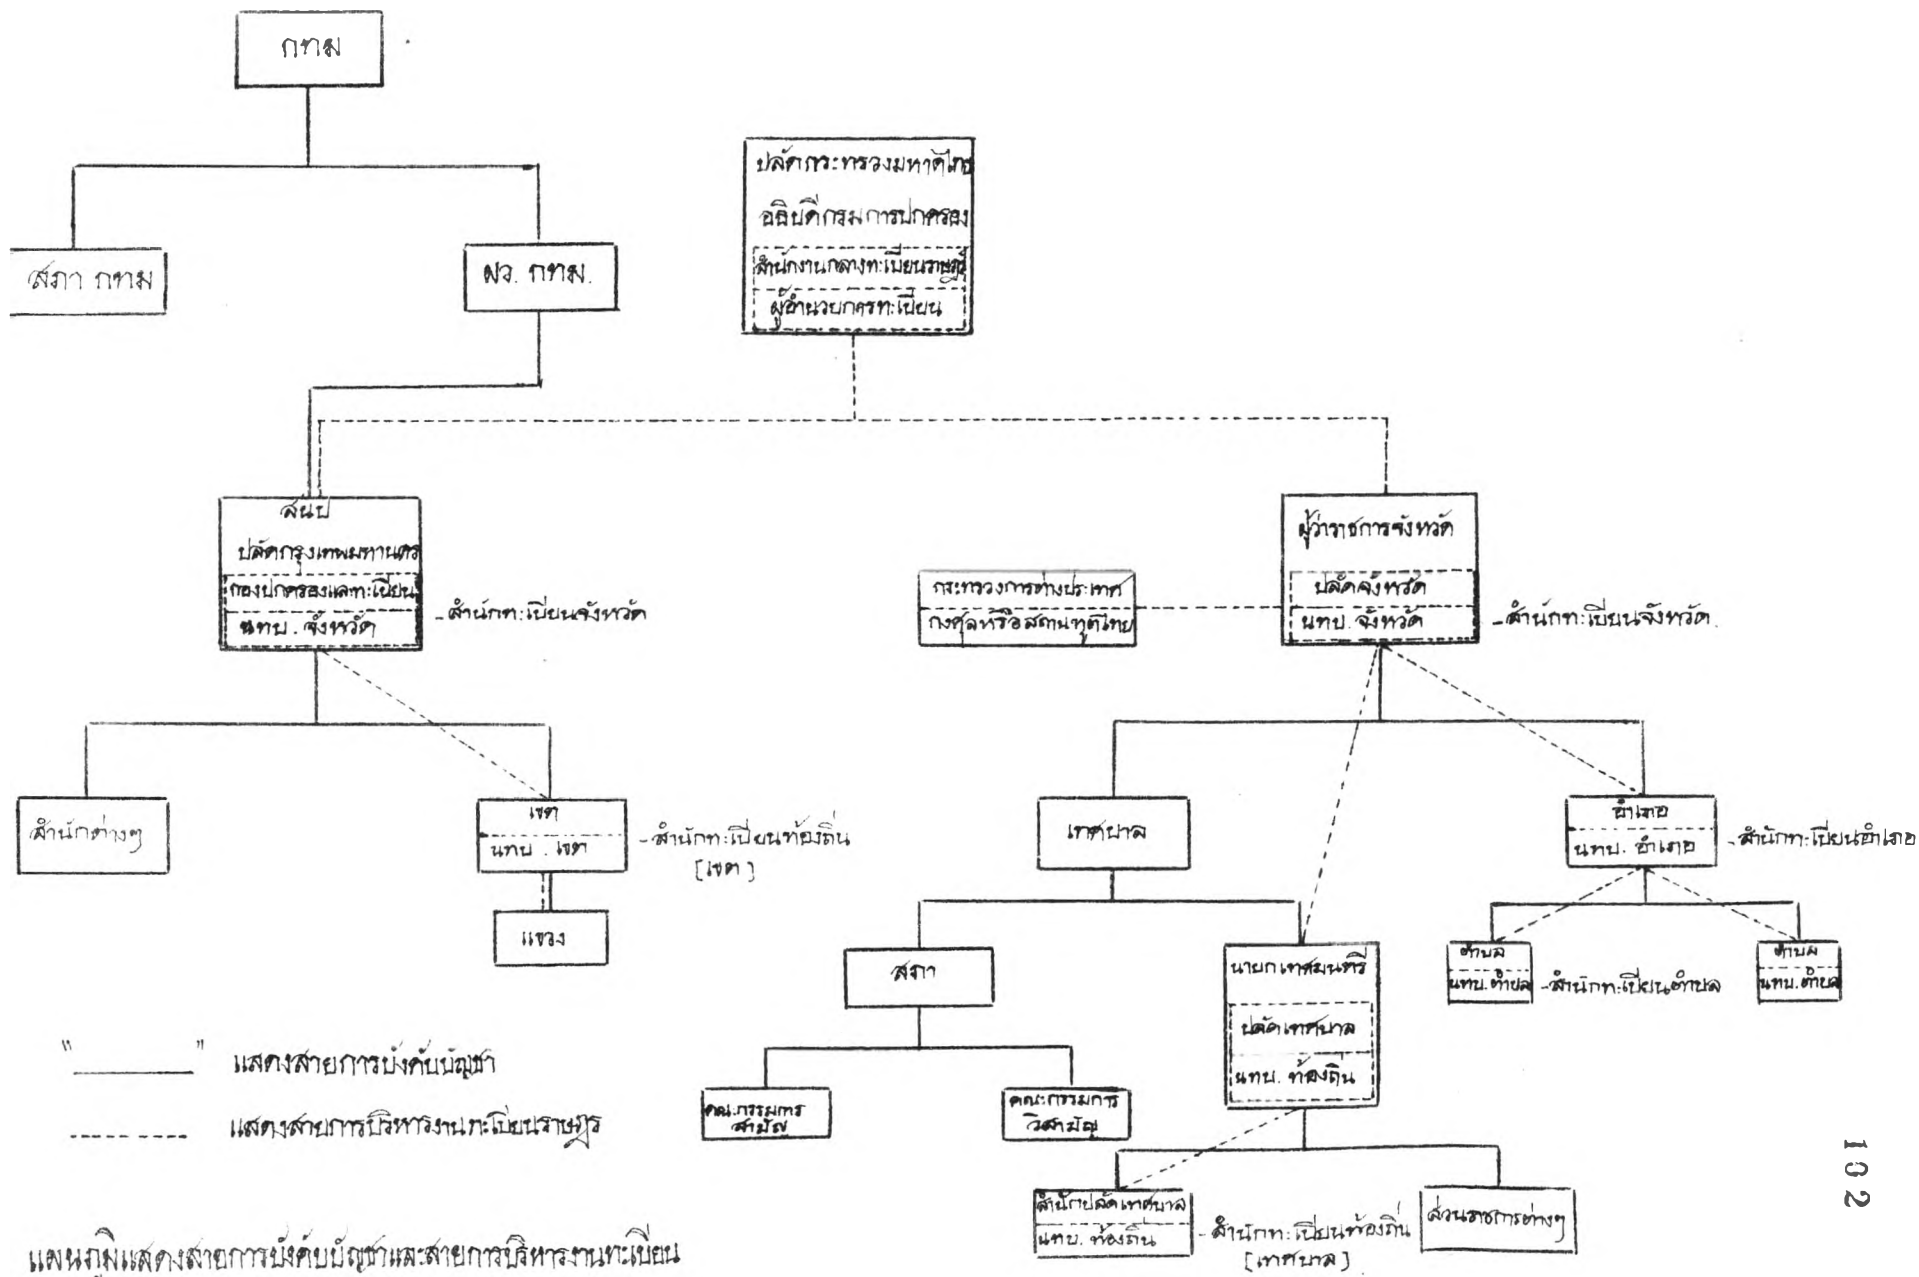 กทม
สภา กทม
ผว. กทม.
ปลัดกระทรวงมหาดไทย
อธิบดีกรมการปกครอง
สำนักงานกลางทะเบียนราษฎร์
ผู้อำนวยการทะเบียน
สนป
ปลัดกรุงเทพมหานคร
กองปกครองและทะเบียน
นทบ. จังหวัด
- สำนักทะเบียนจังหวัด
กระทรวงการต่างประเทศ
กงศุลหรือสถานทูตไทย
ผู้ว่าราชการจังหวัด
ปลัดจังหวัด
นทบ. จังหวัด
- สำนักทะเบียนจังหวัด.
สำนักต่างๆ
เขต
นทบ. เขต
- สำนักทะเบียนท้องถิ่น
[เขต]
แขวง
เทศบาล
อำเภอ
นทบ. อำเภอ
- สำนักทะเบียนอำเภอ
สภา
นายกเทศมนตรี
ปลัดเทศบาล
นทบ. ท้องถิ่น
ตำบล
นทบ. ตำบล
- สำนักทะเบียนตำบล
ตำบล
นทบ. ตำบล
คณะกรรมการ
สามัญ
คณะกรรมการ
วิสามัญ
สำนักปลัดเทศบาล
นทบ. ท้องถิ่น
- สำนักทะเบียนท้องถิ่น
[เทศบาล]
ส่วนราชการต่างๆ
" " แสดงสายการบังคับบัญชา
แสดงสายการบริหารงานทะเบียนราษฎร
แผนภูมิแสดงสายการบังคับบัญชาและสายการบริหารงานทะเบียน
102